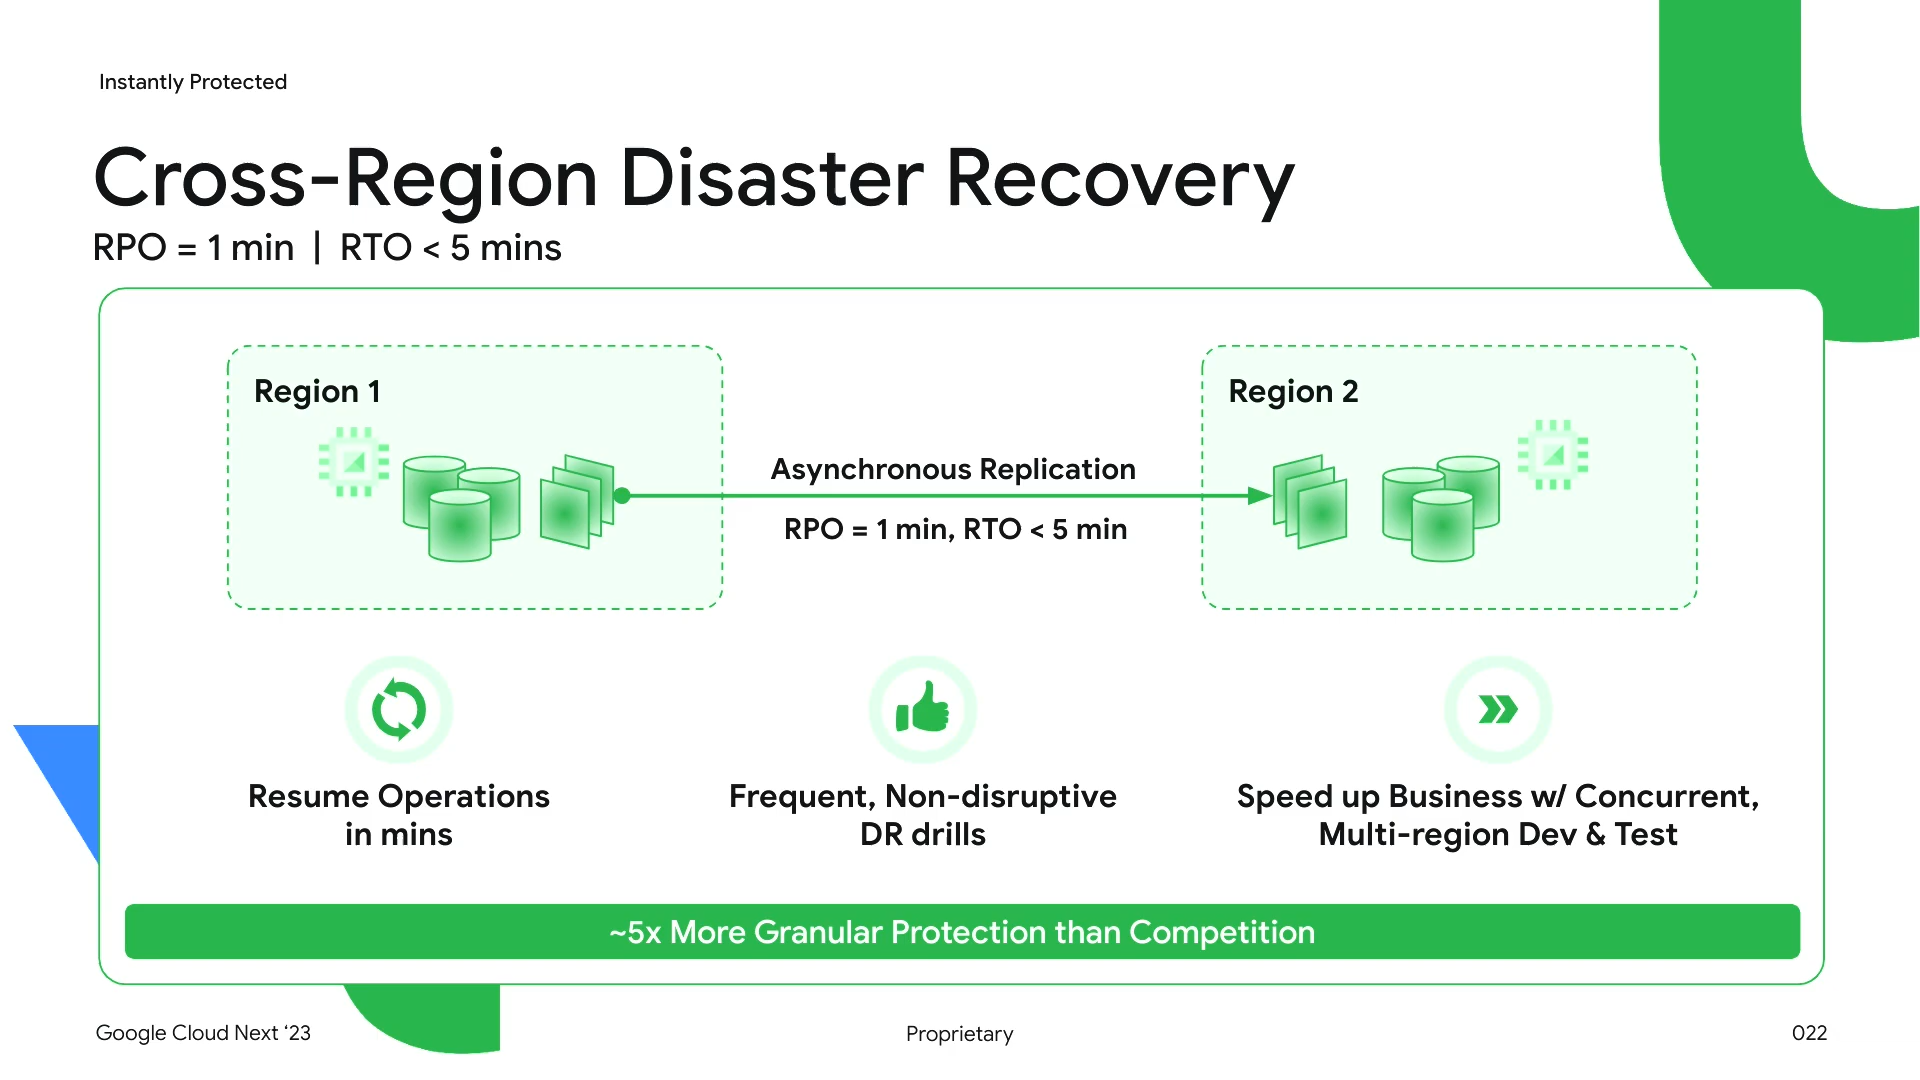 Instantly Protected
Cross-Region Disaster Recovery
RPO = 1 min | RTO < 5 mins
Region 1
Region 2
Asynchronous Replication
RPO = 1 min, RTO < 5 min
Resume Operations
in mins
Frequent, Non-disruptive
DR drills
Speed up Business w/ Concurrent,
Multi-region Dev & Test
~5x More Granular Protection than Competition
Google Cloud Next ‘23
Proprietary
022